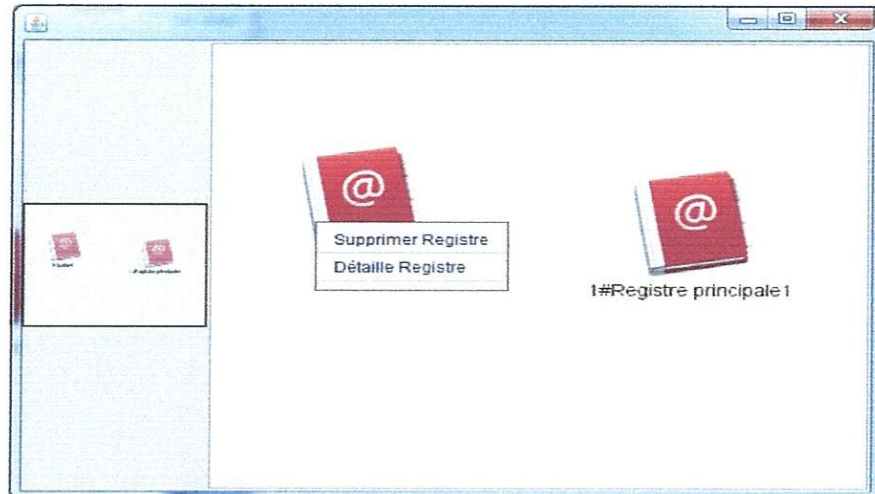 @
@
Supprimer Registre
Détaille Registre
1#Registre principale1